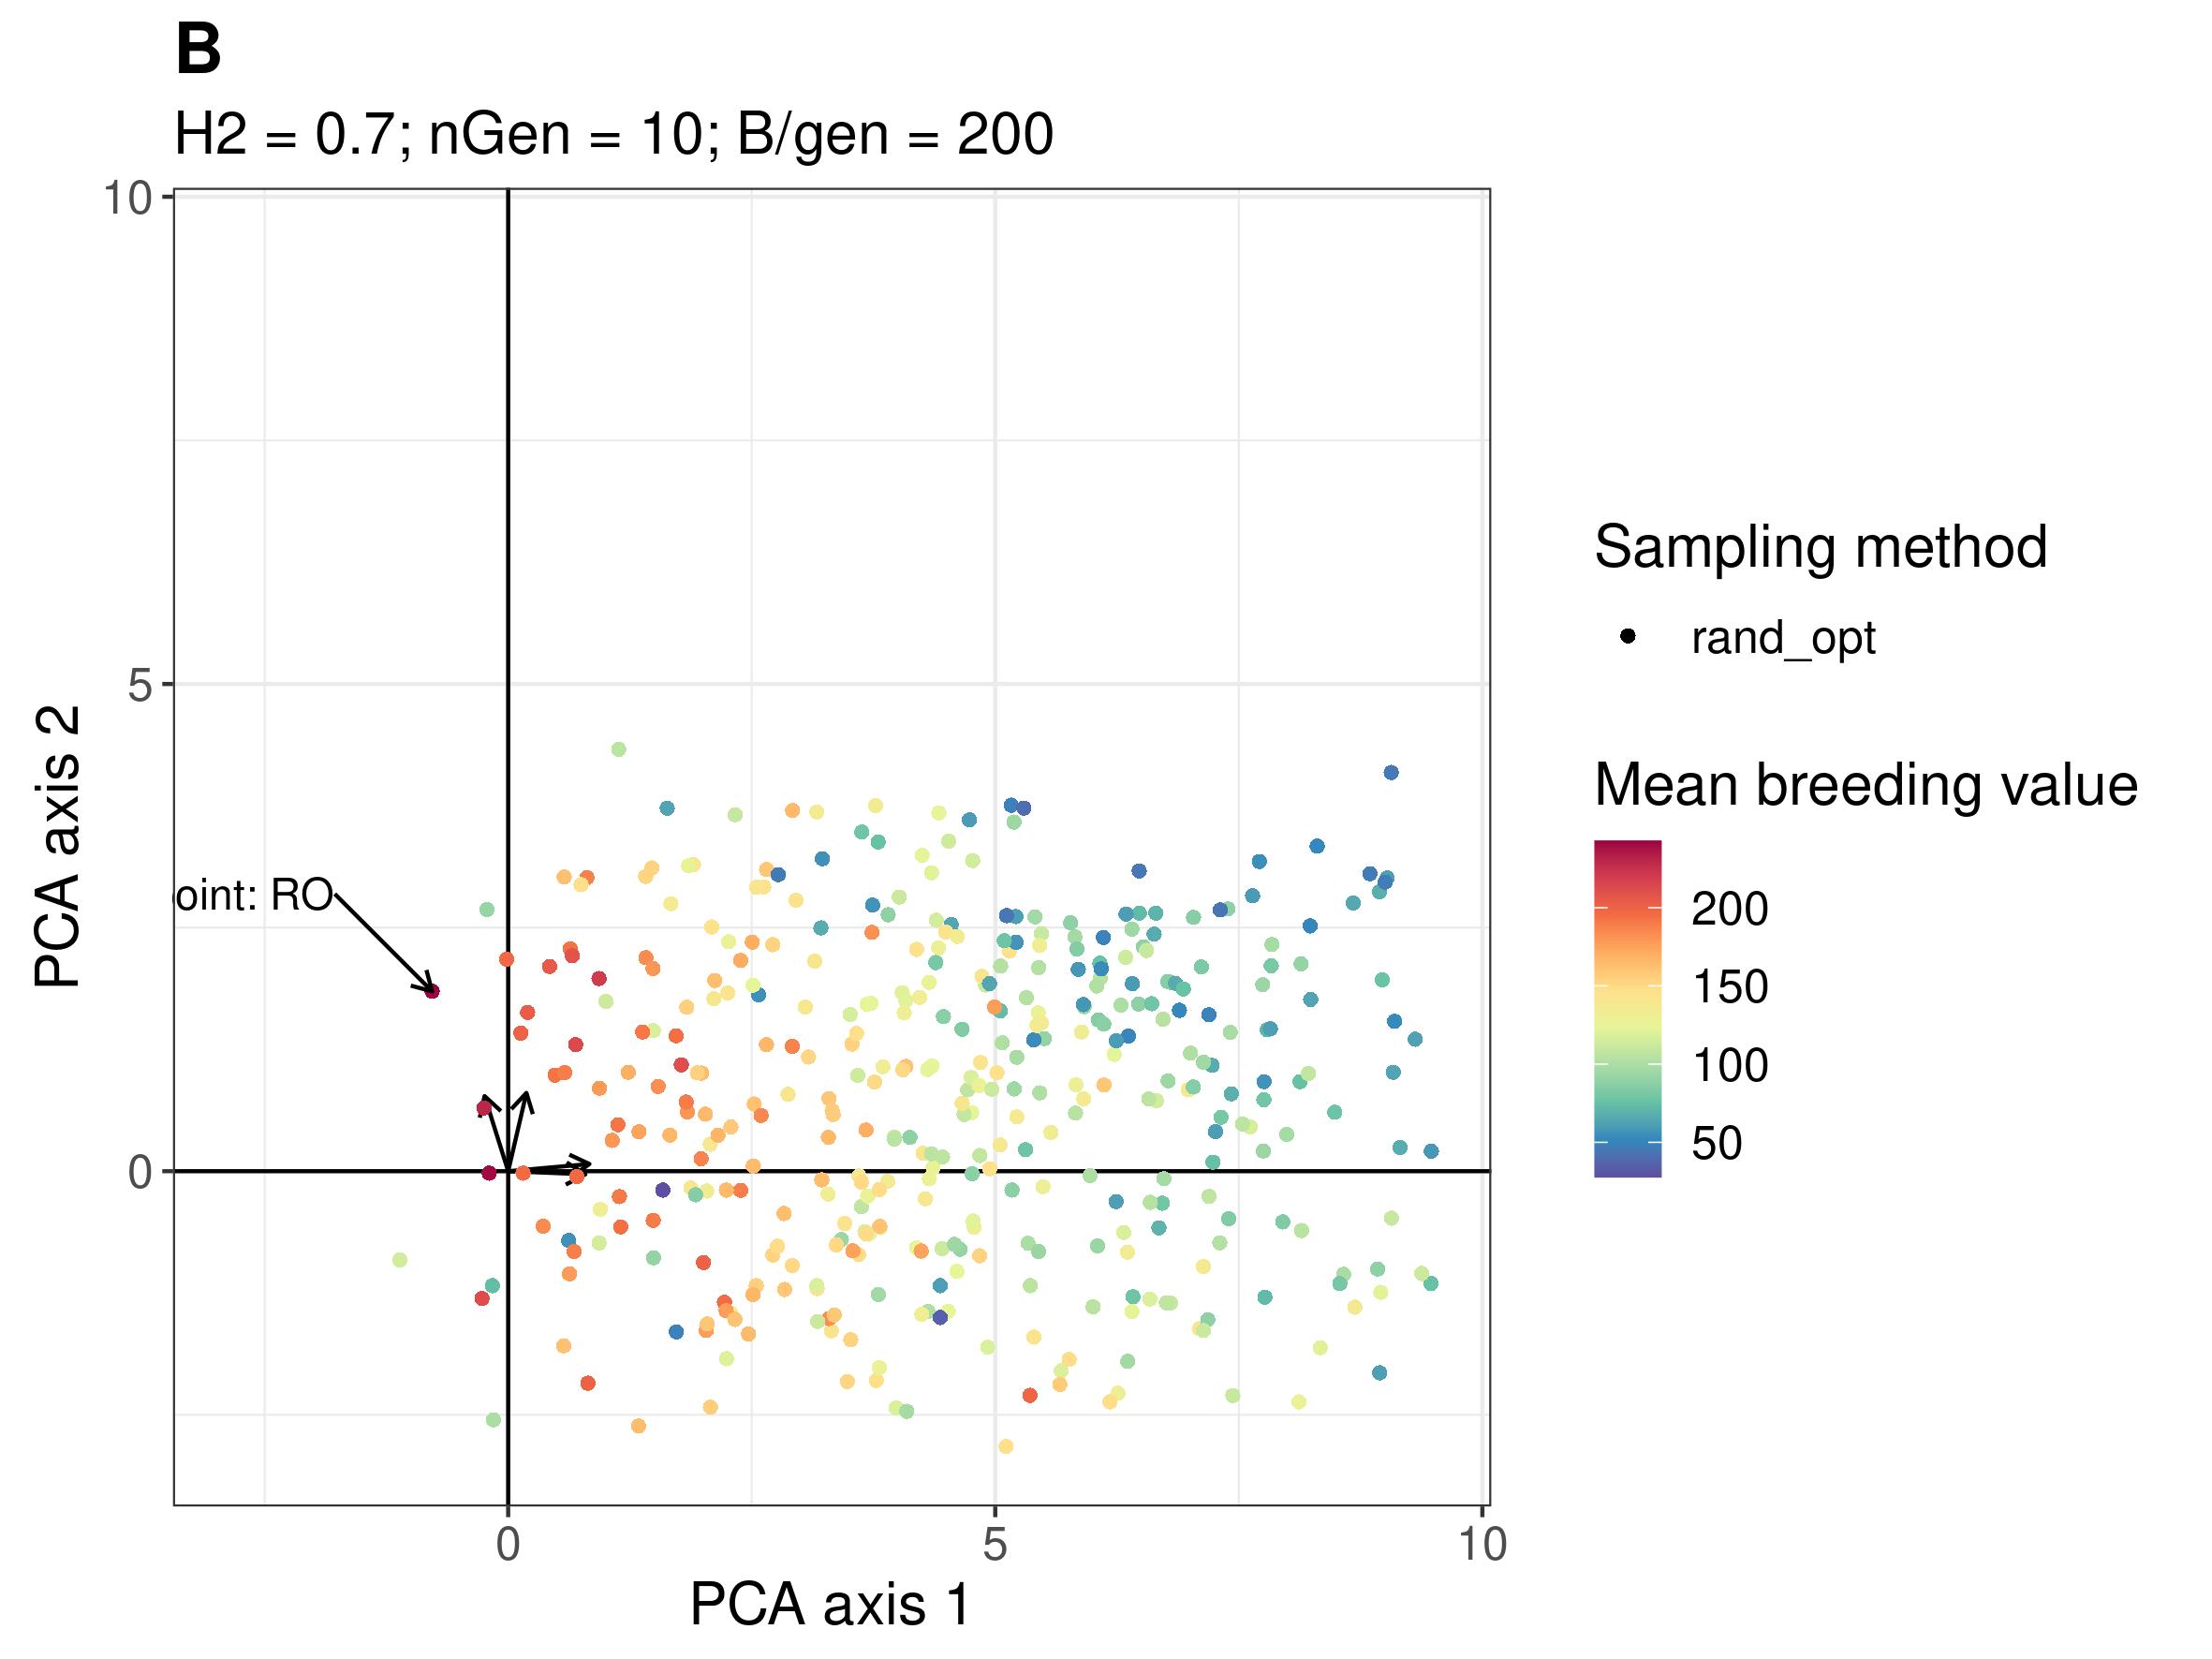 B
H2 = 0.7; nGen = 10; B/gen = 200
10
5
0
0
5
10
PCA axis 2
PCA axis 1
oint: RO
Sampling method
rand_opt
Mean breeding value
200
150
100
50